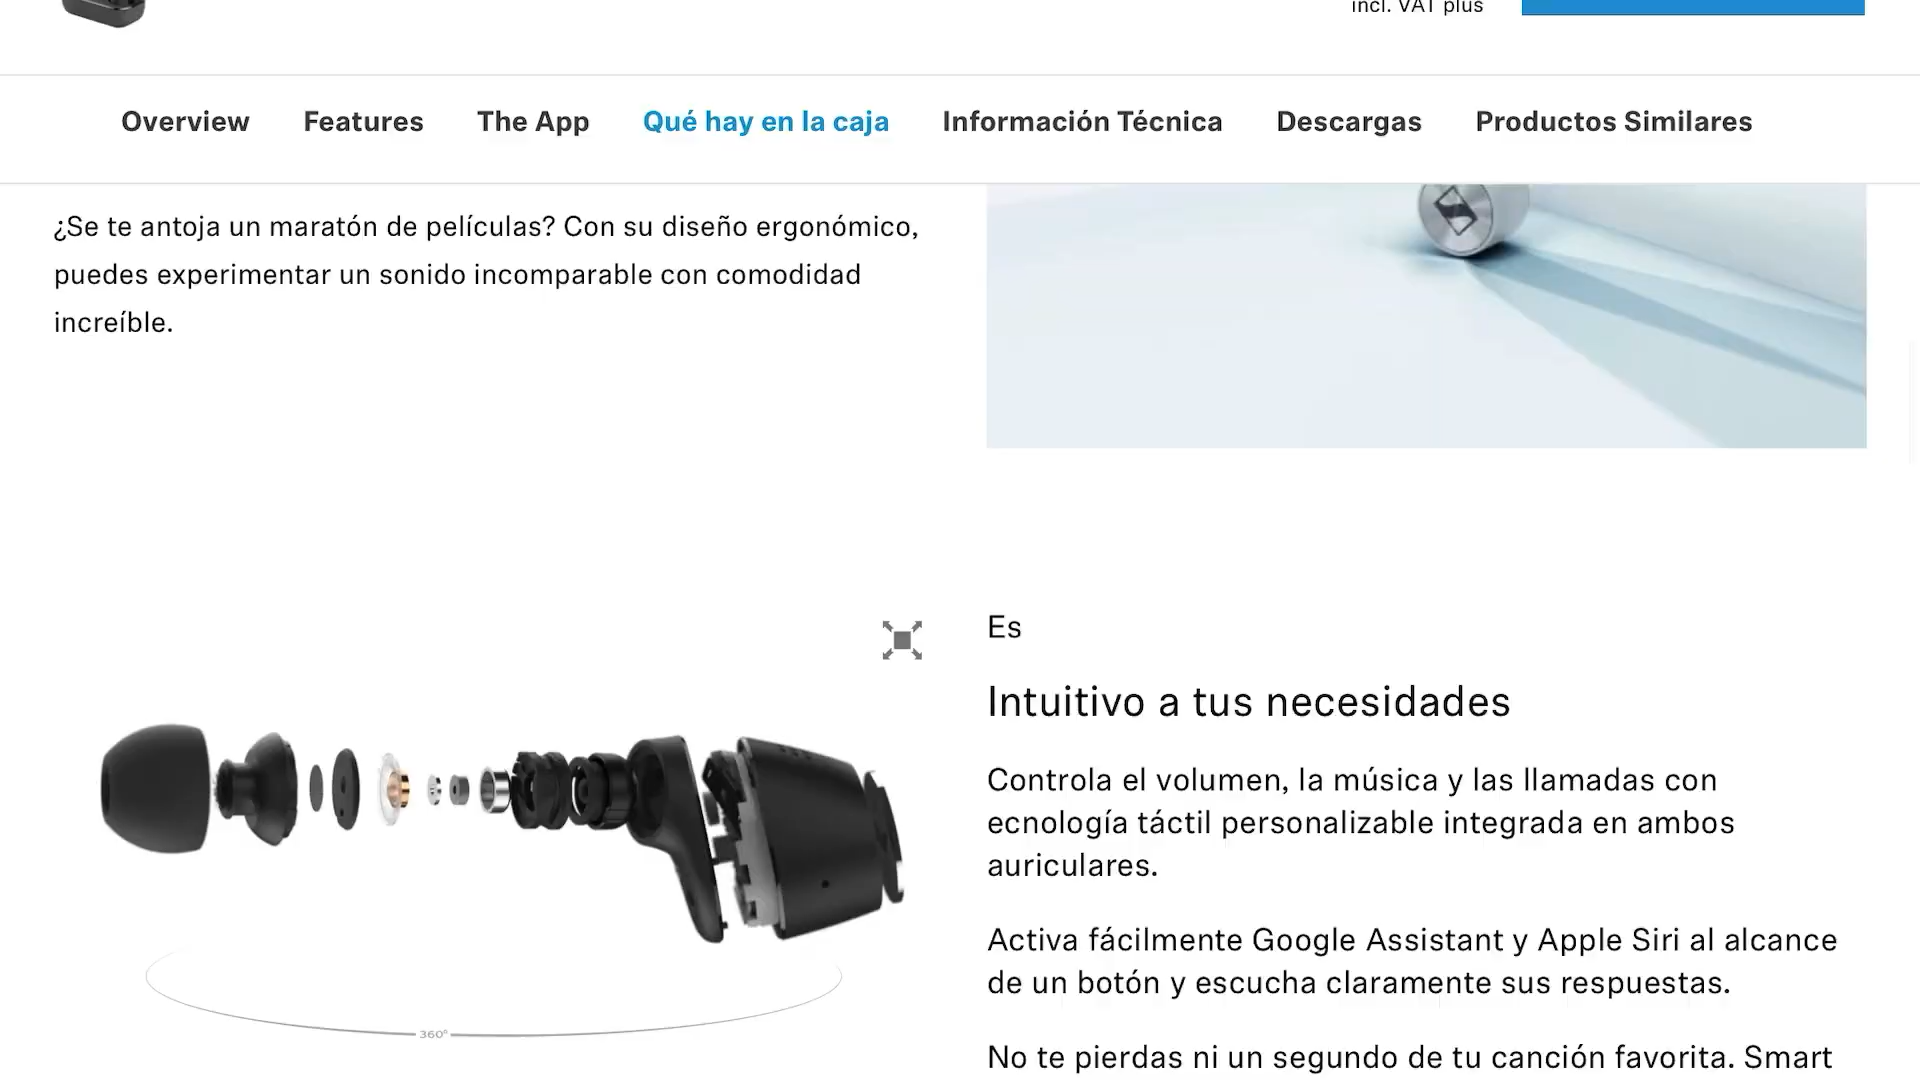 incl. VAT plus
Overview Features The App Qué hay en la caja Información Técnica Descargas Productos Similares
¿Se te antoja un maratón de películas? Con su diseño ergonómico,
puedes experimentar un sonido incomparable con comodidad
increíble.
Es
Intuitivo a tus necesidades
Controla el volumen, la música y las llamadas con
ecnología táctil personalizable integrada en ambos
auriculares.
Activa fácilmente Google Assistant y Apple Siri al alcance
de un botón y escucha claramente sus respuestas.
No te pierdas ni un segundo de tu canción favorita. Smart
360°